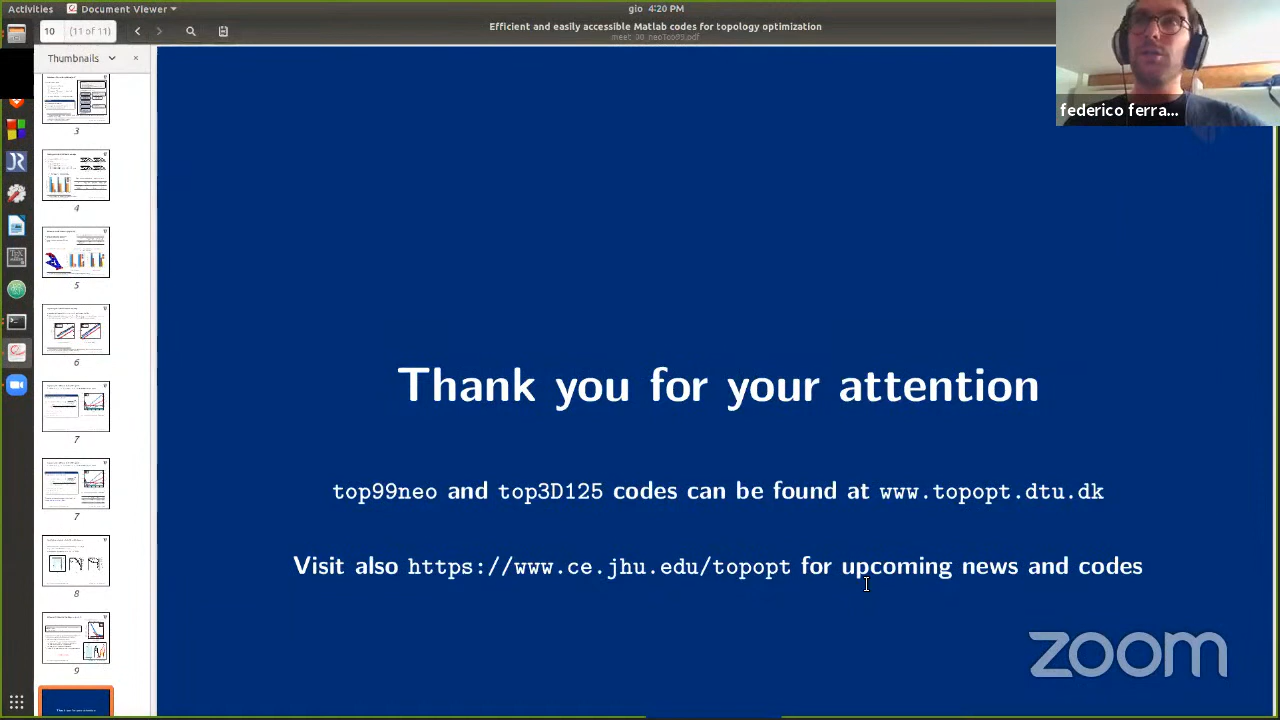 Activities
Document Viewer
gio 4:20 PM
10
(11 of 11)
Efficient and easily accessible Matlab codes for topology optimization
meet_30_neoTop99.pdf
Thumbnails
federico ferra...
3
4
5
6
7
7
8
9
Thank you for your attention
top99neo and top3D125 codes can be found at www.topopt.dtu.dk
Visit also https://www.ce.jhu.edu/topopt for upcoming news and codes
zoom